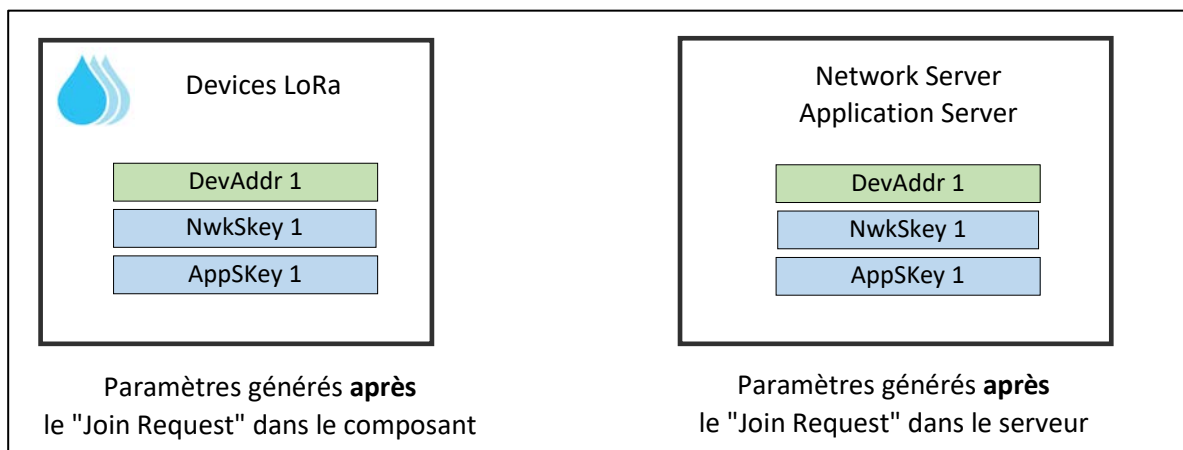 Devices LoRa
DevAddr 1
NwkSkey 1
AppSKey 1
Paramètres générés après
le "Join Request" dans le composant
Network Server
Application Server
DevAddr 1
NwkSkey 1
AppSKey 1
Paramètres générés après
le "Join Request" dans le serveur